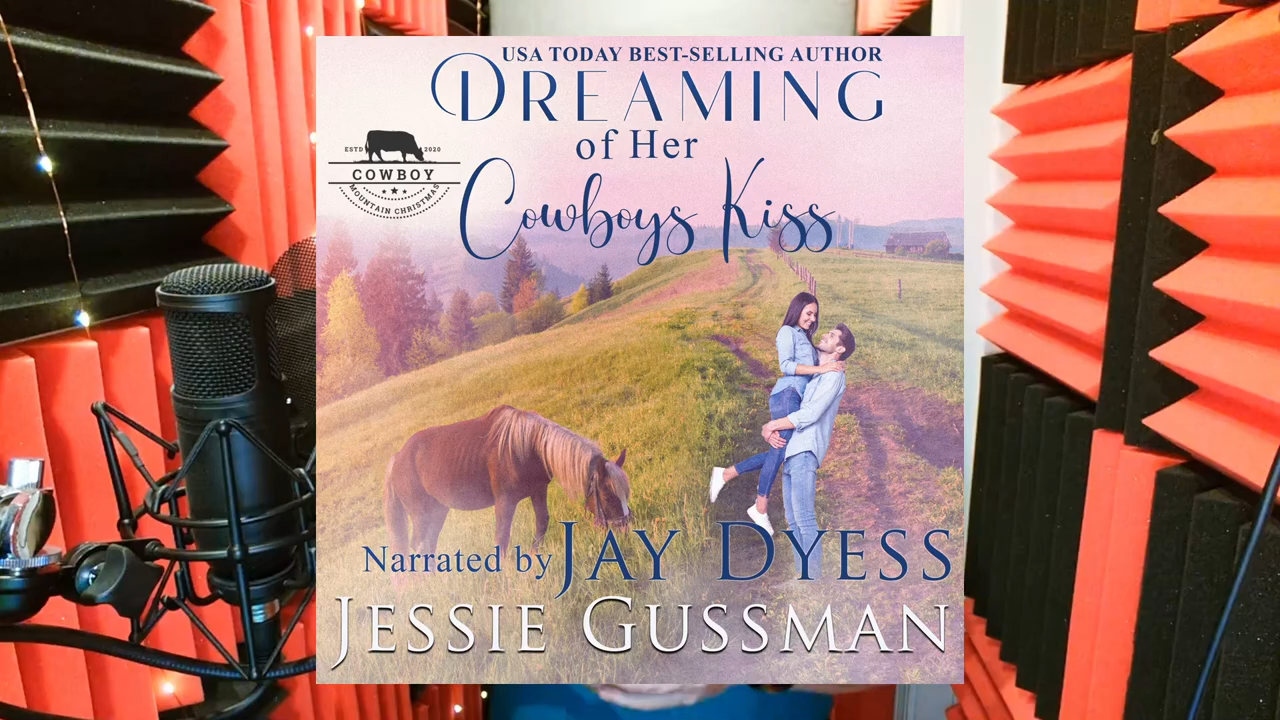 USA TODAY BEST-SELLING AUTHOR
DREAMING
of Her
Cowboys Kiss
ESTD 2020
COWBOY
MOUNTAIN CHRISTMAS
Narrated by JAY DYESS
JESSIE GUSSMAN